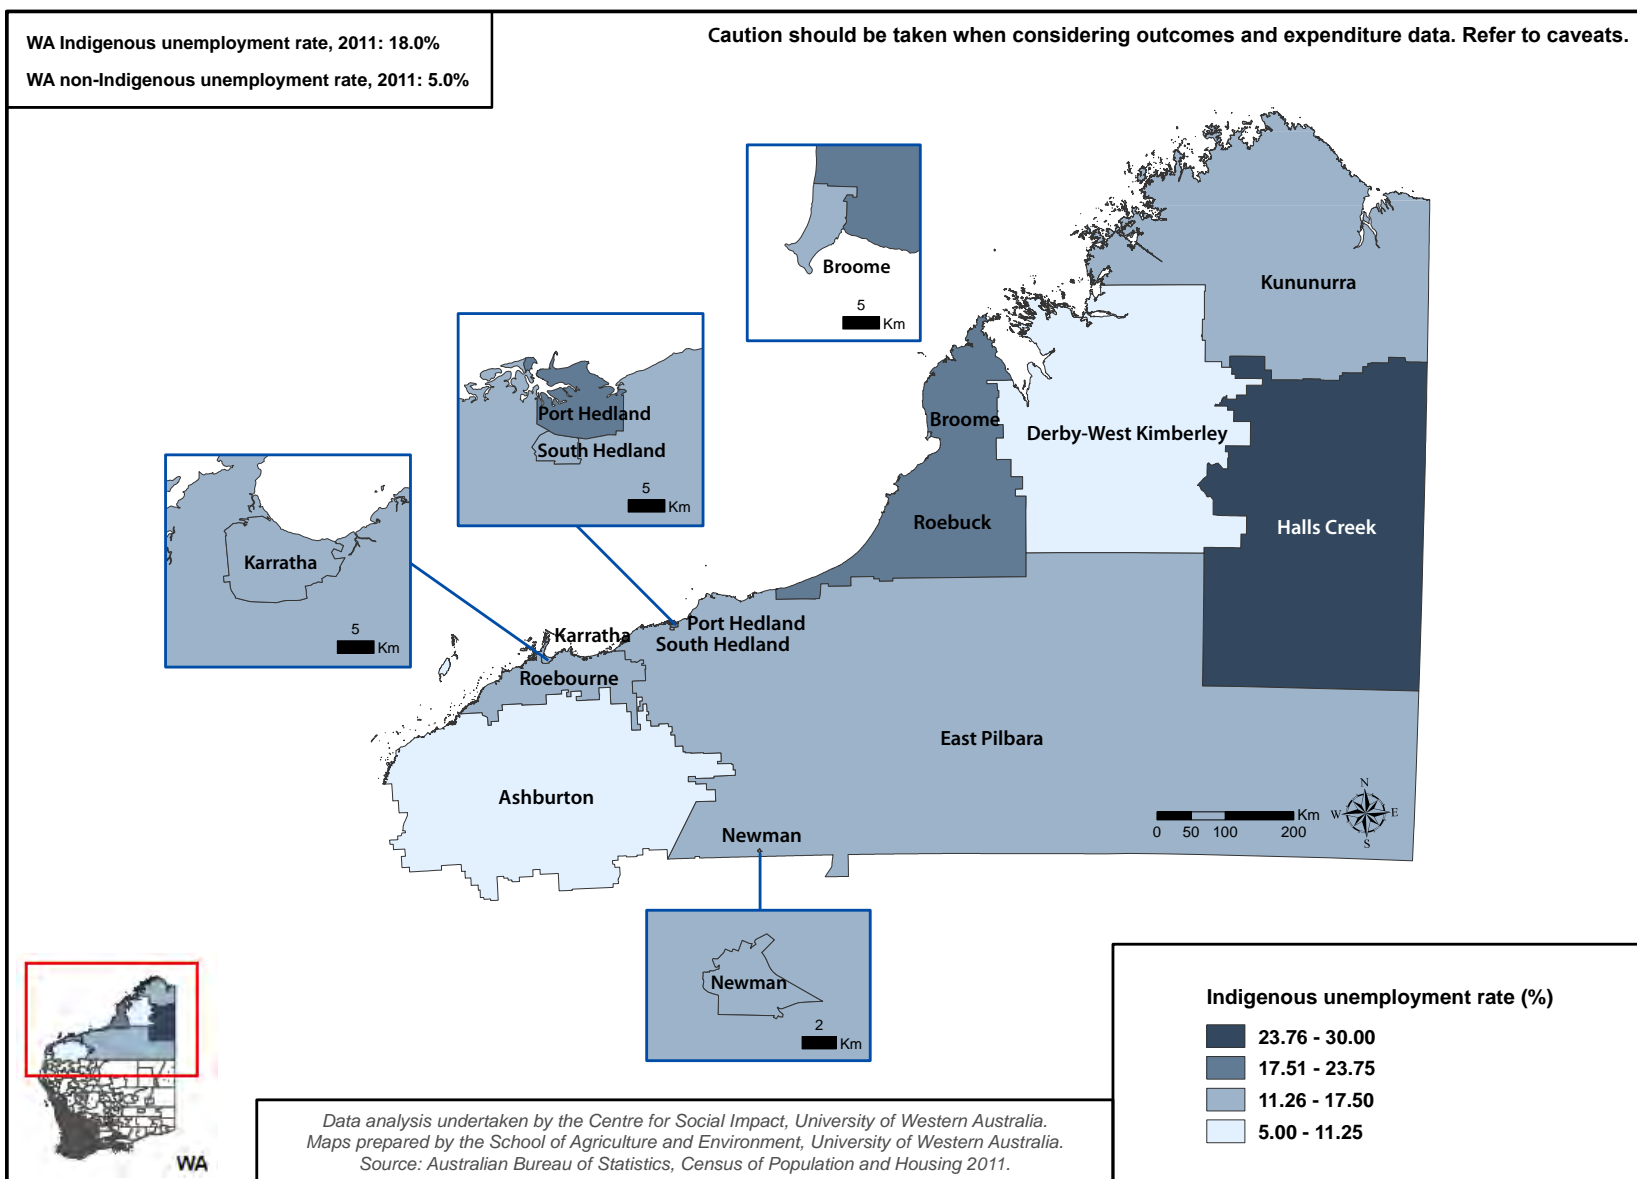 WA Indigenous unemployment rate, 2011: 18.0%
WA non-Indigenous unemployment rate, 2011: 5.0%
Caution should be taken when considering outcomes and expenditure data. Refer to caveats.
Broome
5
Km
Kununurra
Port Hedland
South Hedland
5
Km
Broome
Derby-West Kimberley
Karratha
5
Km
Roebuck
Halls Creek
Port Hedland
Karratha
South Hedland
Roebourne
East Pilbara
Ashburton
Newman
Km
0 50 100 200
N
W E
S
Newman
2
Km
WA
Data analysis undertaken by the Centre for Social Impact, University of Western Australia.
Maps prepared by the School of Agriculture and Environment, University of Western Australia.
Source: Australian Bureau of Statistics, Census of Population and Housing 2011.
Indigenous unemployment rate (%)
23.76 - 30.00
17.51 - 23.75
11.26 - 17.50
5.00 - 11.25